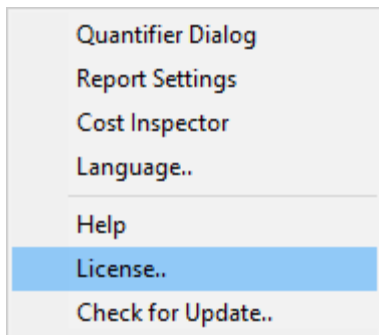 Quantifier Dialog
Report Settings
Cost Inspector
Language..
Help
License..
Check for Update..